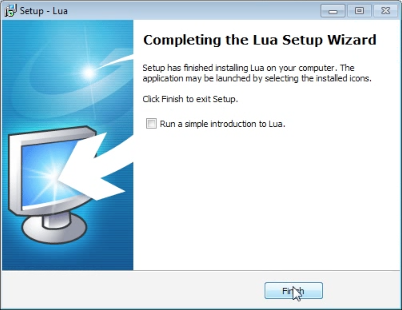 Setup - Lua
Completing the Lua Setup Wizard
Setup has finished installing Lua on your computer. The
application may be launched by selecting the installed icons.
Click Finish to exit Setup.
Run a simple introduction to Lua.
Finish